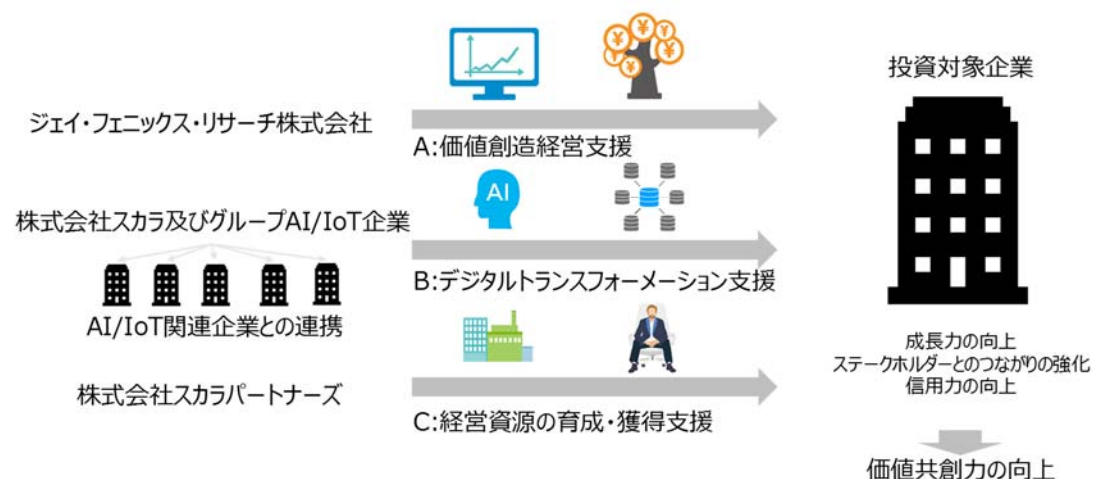 ジェイ・フェニックス・リサーチ株式会社
¥ ¥ ¥ ¥ ¥ ¥
A:価値創造経営支援
株式会社スカラ及びグループAI/IoT企業
AI/IoT関連企業との連携
AI
B:デジタルトランスフォーメーション支援
株式会社スカラパートナーズ
C:経営資源の育成・獲得支援
投資対象企業
成長力の向上
ステークホルダーとのつながりの強化
信用力の向上
価値共創力の向上